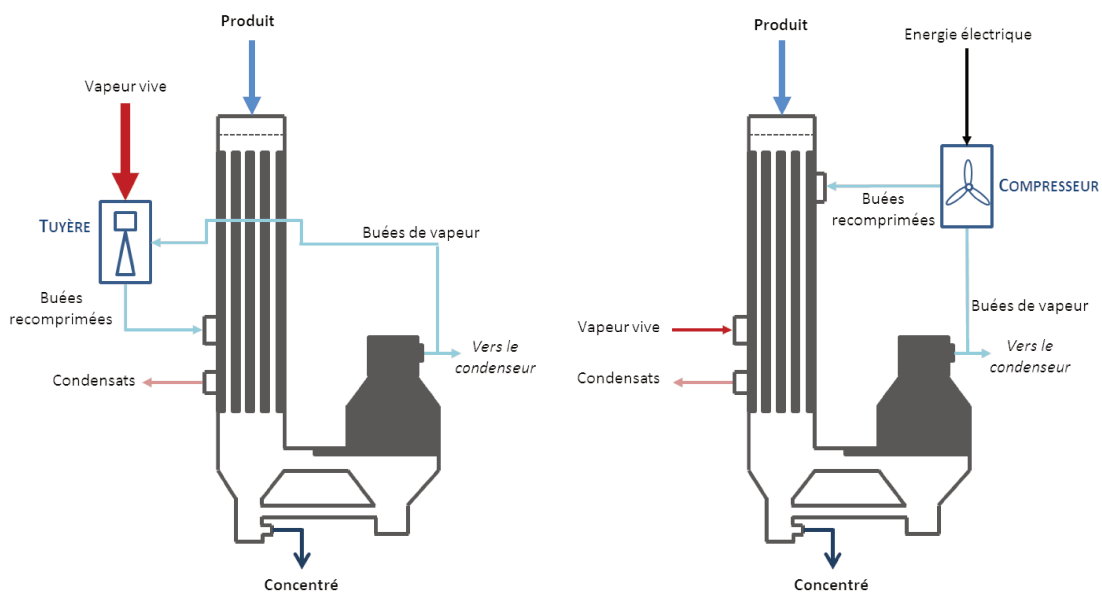 Produit
Vapeur vive
TUYÈRE
Buées de vapeur
Buées
recomprimées
Vers le
condenseur
Condensats
Concentré
Produit
Energie électrique
COMPRESSEUR
Buées
recomprimées
Buées de vapeur
Vapeur vive
Vers le
condenseur
Condensats
Concentré